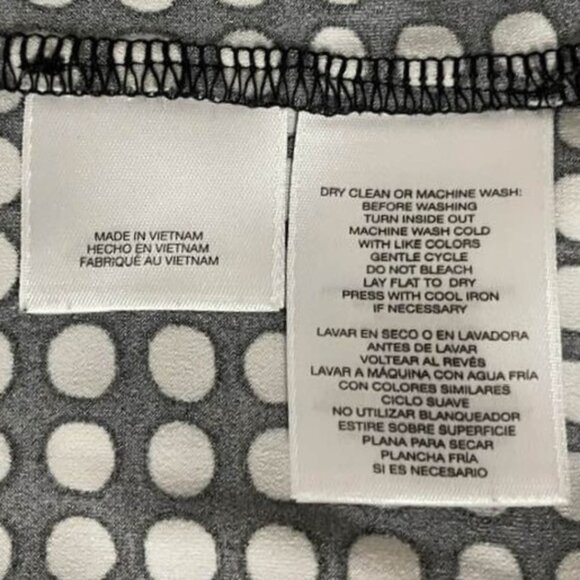 MADE IN VIETNAM
HECHO EN VIETNAM
FABRIQUÉ AU VIETNAM
DRY CLEAN OR MACHINE WASH:
BEFORE WASHING
TURN INSIDE OUT
MACHINE WASH COLD
WITH LIKE COLORS
GENTLE CYCLE
DO NOT BLEACH
LAY FLAT TO DRY
PRESS WITH COOL IRON
IF NECESSARY
LAVAR EN SECO O EN LAVADORA
ANTES DE LAVAR
VOLTEAR AL REVÉS
LAVAR A MÁQUINA CON AGUA FRÍA
CON COLORES SIMILARES
CICLO SUAVE
NO UTILIZAR BLANQUEADOR
ESTIRE SOBRE SUPERFICIE
PLANA PARA SECAR
PLANCHA FRÍA
SI ES NECESARIO